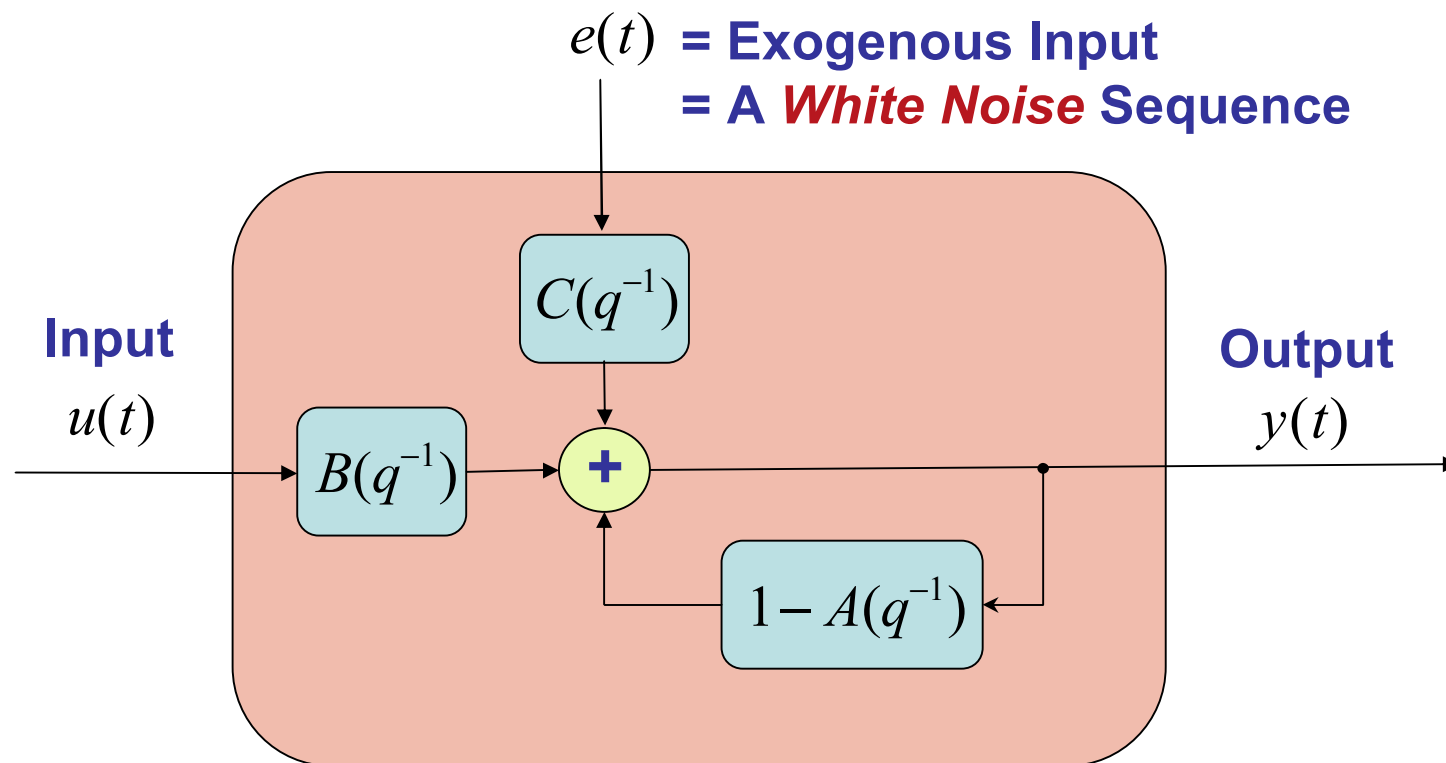 e(t) = Exogenous Input
= A White Noise Sequence
C(q⁻¹)
Input
Output
u(t)
y(t)
B(q⁻¹)
+
1 − A(q⁻¹)